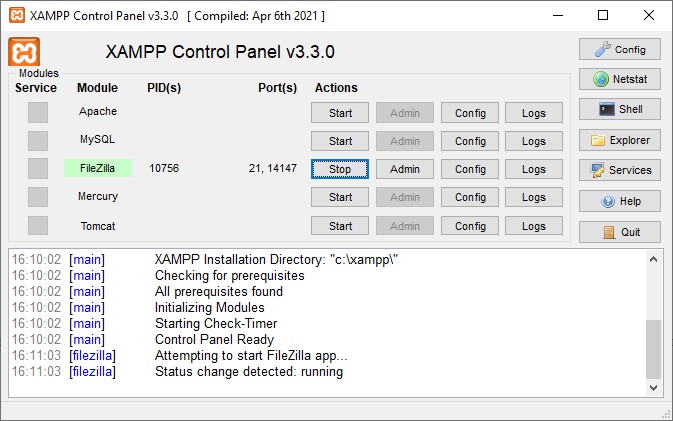 XAMPP Control Panel v3.3.0 [ Compiled: Apr 6th 2021 ]
XAMPP Control Panel v3.3.0
Config
Modules
Service Module PID(s) Port(s) Actions
Netstat
Apache Start Admin Config Logs
Shell
MySQL Start Admin Config Logs
Explorer
FileZilla 10756 21, 14147 Stop Admin Config Logs
Services
Mercury Start Admin Config Logs
Help
Tomcat Start Admin Config Logs
Quit
16:10:02 [main] XAMPP Installation Directory: "c:\xampp\"
16:10:02 [main] Checking for prerequisites
16:10:02 [main] All prerequisites found
16:10:02 [main] Initializing Modules
16:10:02 [main] Starting Check-Timer
16:10:02 [main] Control Panel Ready
16:11:03 [filezilla] Attempting to start FileZilla app...
16:11:03 [filezilla] Status change detected: running